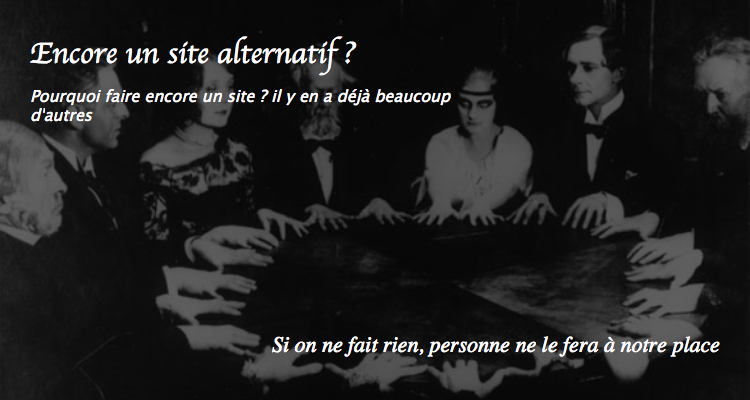 Encore un site alternatif ?
Pourquoi faire encore un site ? il y en a déjà beaucoup
d'autres
Si on ne fait rien, personne ne le fera à notre place